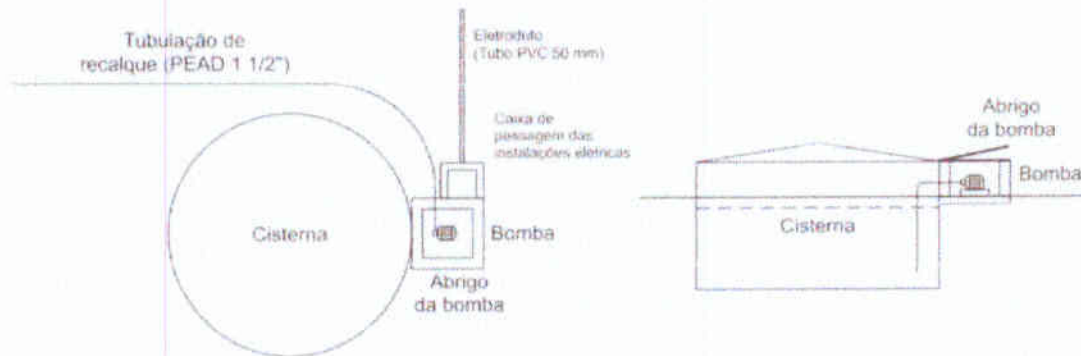 Tubulação de
recalque (PEAD 1 1/2")
Eletroduto
(Tubo PVC 50 mm)
Caixa de
passagem das
instalações elétricas
Cisterna
Bomba
Abrigo
da bomba
Abrigo
da bomba
Bomba
Cisterna